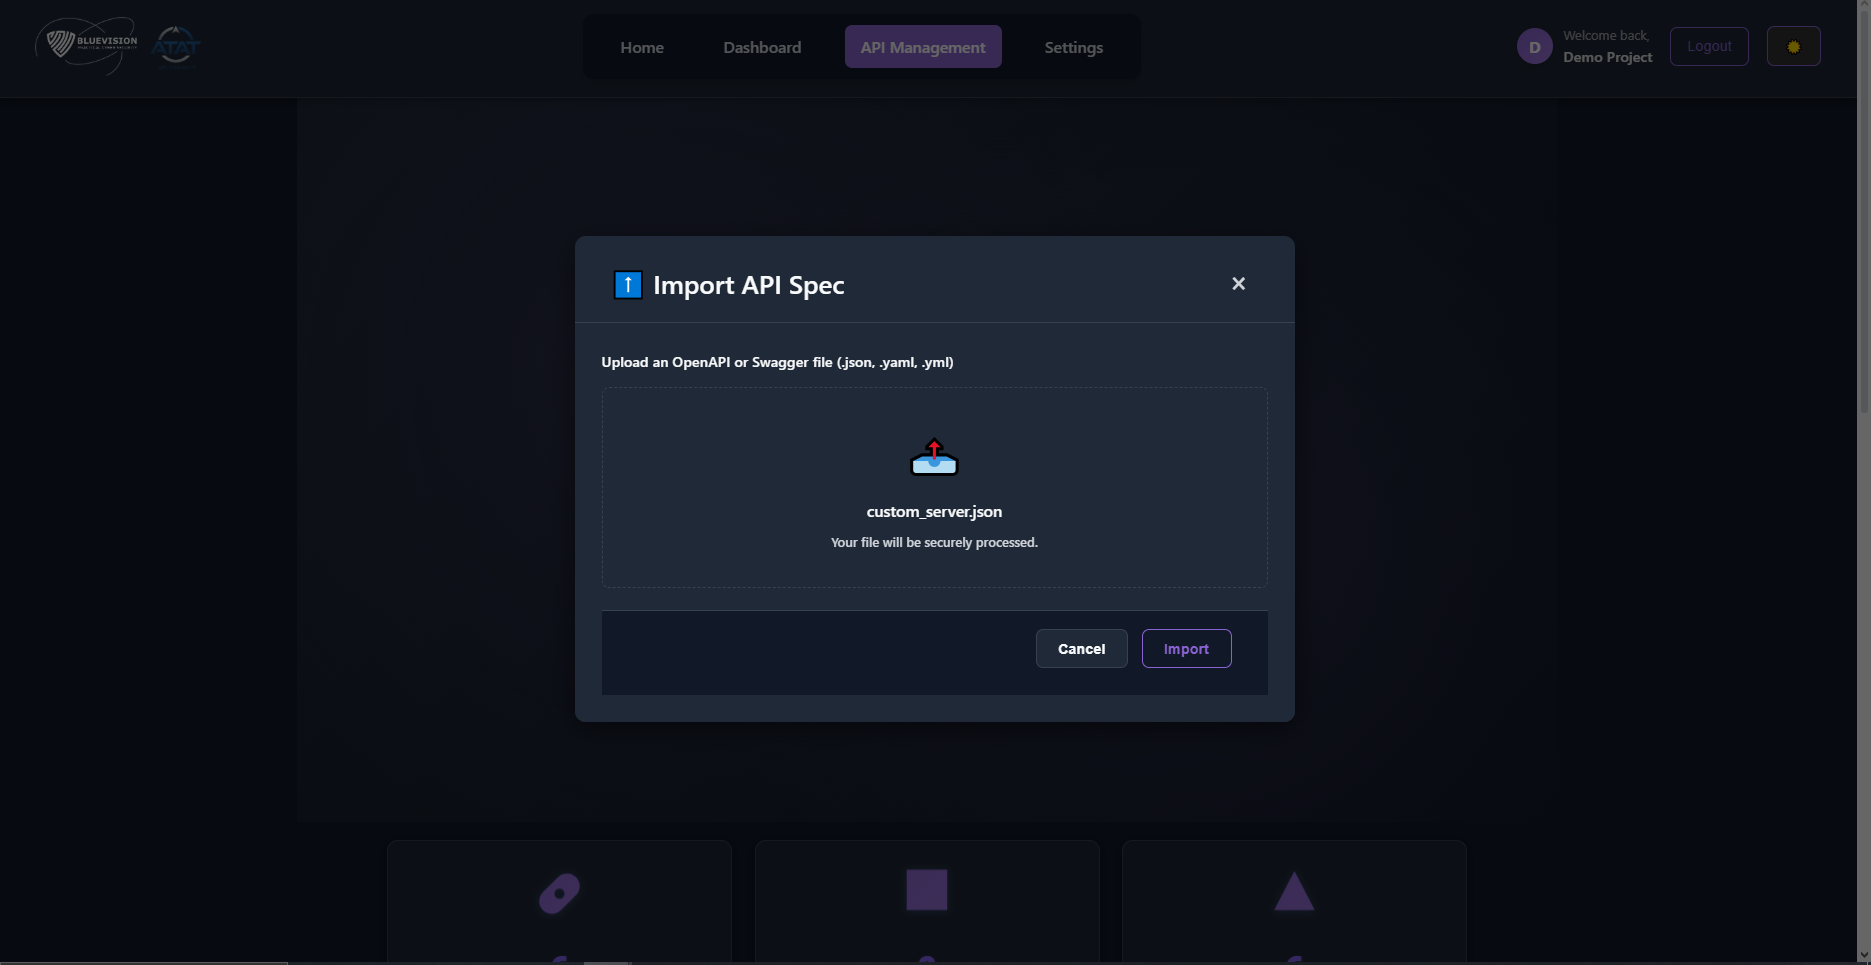 BLUEVISION
ATAT
Home
Dashboard
API Management
Settings
D
Welcome back,
Demo Project
Logout
Import API Spec
×
Upload an OpenAPI or Swagger file (.json, .yaml, .yml)
custom_server.json
Your file will be securely processed.
Cancel
Import